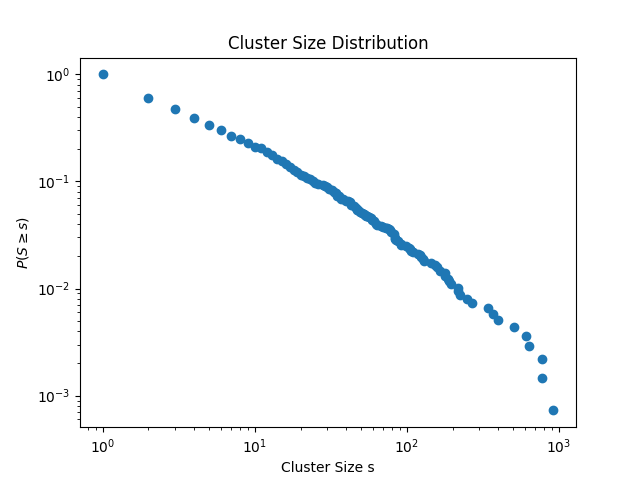 Cluster Size Distribution
P(S ≥ s)
10⁰
10⁻¹
10⁻²
10⁻³
10⁰ 10¹ 10² 10³
Cluster Size s